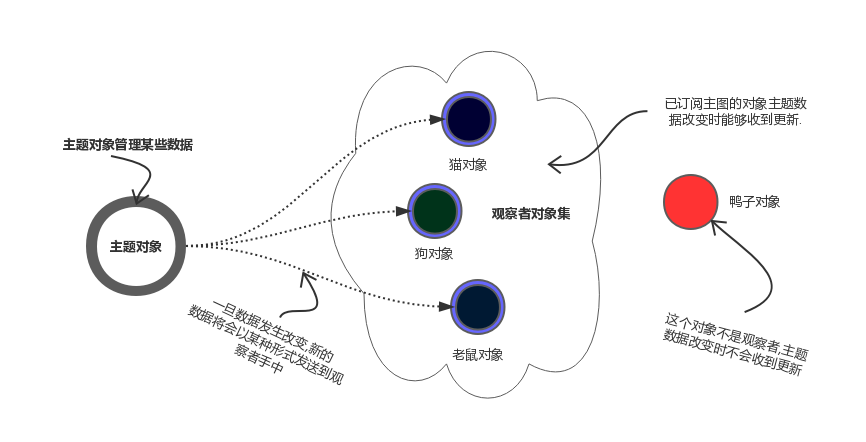 主题对象管理某些数据
主题对象
一旦数据发生改变,新的
数据将会以某种形式发送到观
察者手中
猫对象
狗对象
观察者对象集
老鼠对象
已订阅主图的对象主题数
据改变时能够收到更新.
鸭子对象
这个对象不是观察者,主题
数据改变时不会收到更新